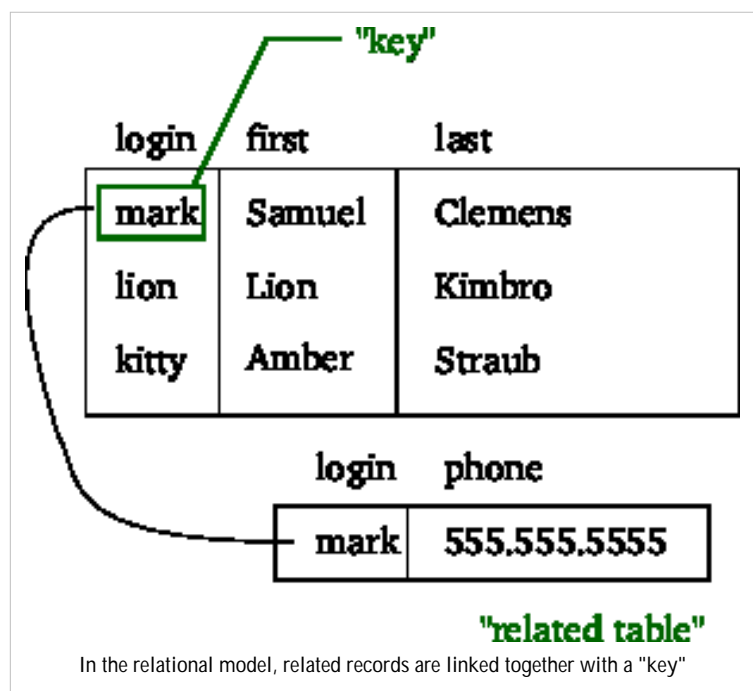 "key"
login first last
mark Samuel Clemens
lion Lion Kimbro
kitty Amber Straub
login phone
mark 555.555.5555
"related table"
In the relational model, related records are linked together with a "key"